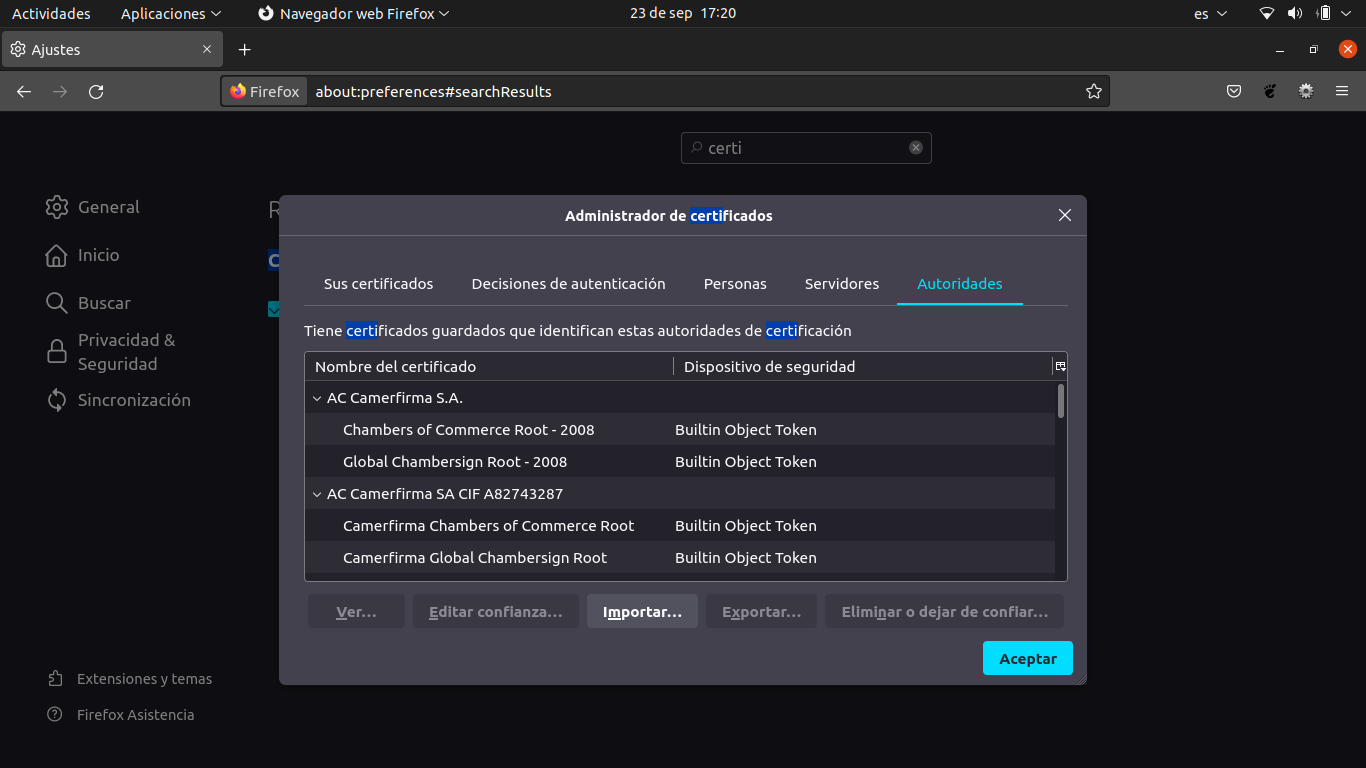 Actividades Aplicaciones Navegador web Firefox 23 de sep 17:20 es
Ajustes
Firefox about:preferences#searchResults
certi
General
Inicio
Buscar
Privacidad &
Seguridad
Sincronización
Extensiones y temas
Firefox Asistencia
R
C
Administrador de certificados
Sus certificados Decisiones de autenticación Personas Servidores Autoridades
Tiene certificados guardados que identifican estas autoridades de certificación
Nombre del certificado Dispositivo de seguridad
AC Camerfirma S.A.
Chambers of Commerce Root - 2008 Builtin Object Token
Global Chambersign Root - 2008 Builtin Object Token
AC Camerfirma SA CIF A82743287
Camerfirma Chambers of Commerce Root Builtin Object Token
Camerfirma Global Chambersign Root Builtin Object Token
Ver... Editar confianza... Importar... Exportar... Eliminar o dejar de confiar...
Aceptar